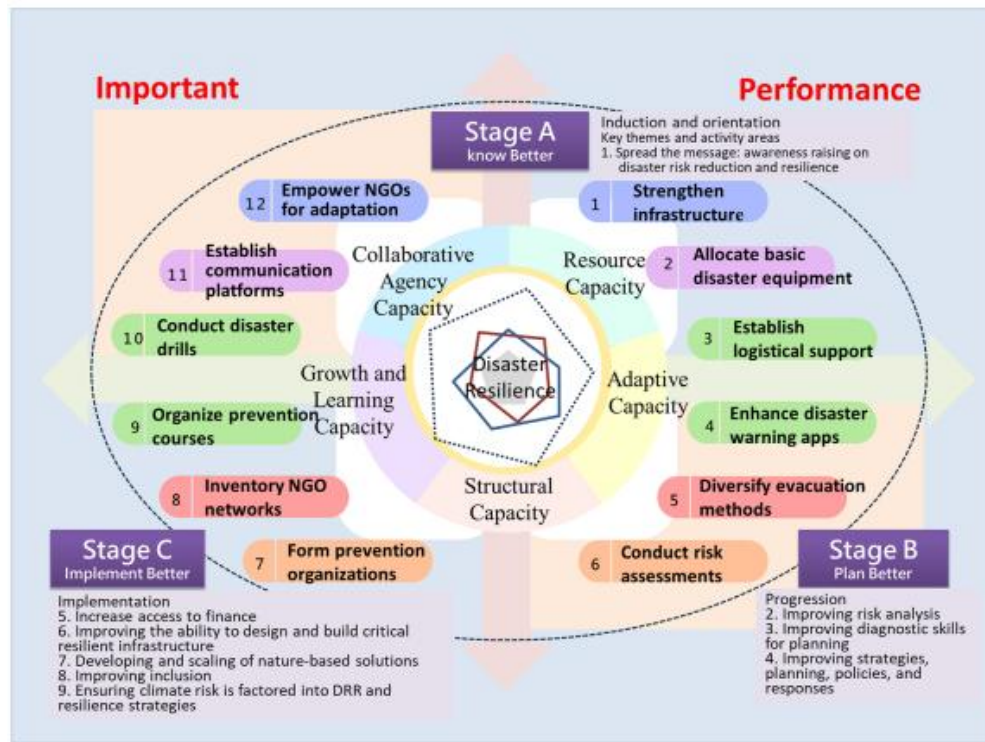 Important
Performance
Stage A
know Better
Induction and orientation
Key themes and activity areas
1. Spread the message: awareness raising on
disaster risk reduction and resilience
12
Empower NGOs
for adaptation
1
Strengthen
infrastructure
11
Establish
communication
platforms
Collaborative
Agency
Capacity
Resource
Capacity
2
Allocate basic
disaster equipment
10
Conduct disaster
drills
3
Establish
logistical support
Disaster
Resilience
Growth and
Learning
Capacity
Adaptive
Capacity
9
Organize prevention
courses
4
Enhance disaster
warning apps
8
Inventory NGO
networks
Structural
Capacity
5
Diversify evacuation
methods
7
Form prevention
organizations
6
Conduct risk
assessments
Stage C
Implement Better
Implementation
5. Increase access to finance
6. Improving the ability to design and build critical
resilient infrastructure
7. Developing and scaling of nature-based solutions
8. Improving inclusion
9. Ensuring climate risk is factored into DRR and
resilience strategies
Stage B
Plan Better
Progression
2. Improving risk analysis
3. Improving diagnostic skills
for planning
4. Improving strategies,
planning, policies, and
responses